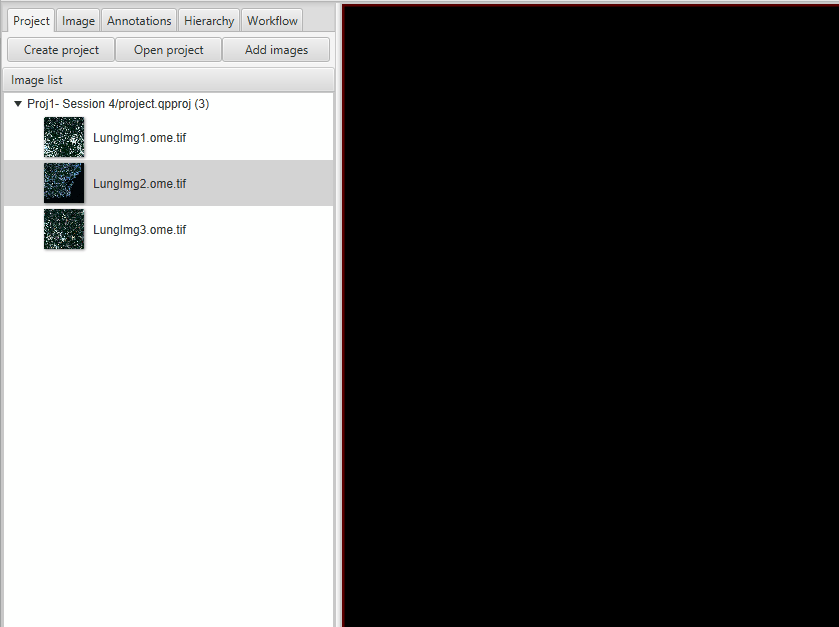 Project Image Annotations Hierarchy Workflow
Create project Open project Add images
Image list
Proj1- Session 4/project.qpproj (3)
LungImg1.ome.tif
LungImg2.ome.tif
LungImg3.ome.tif